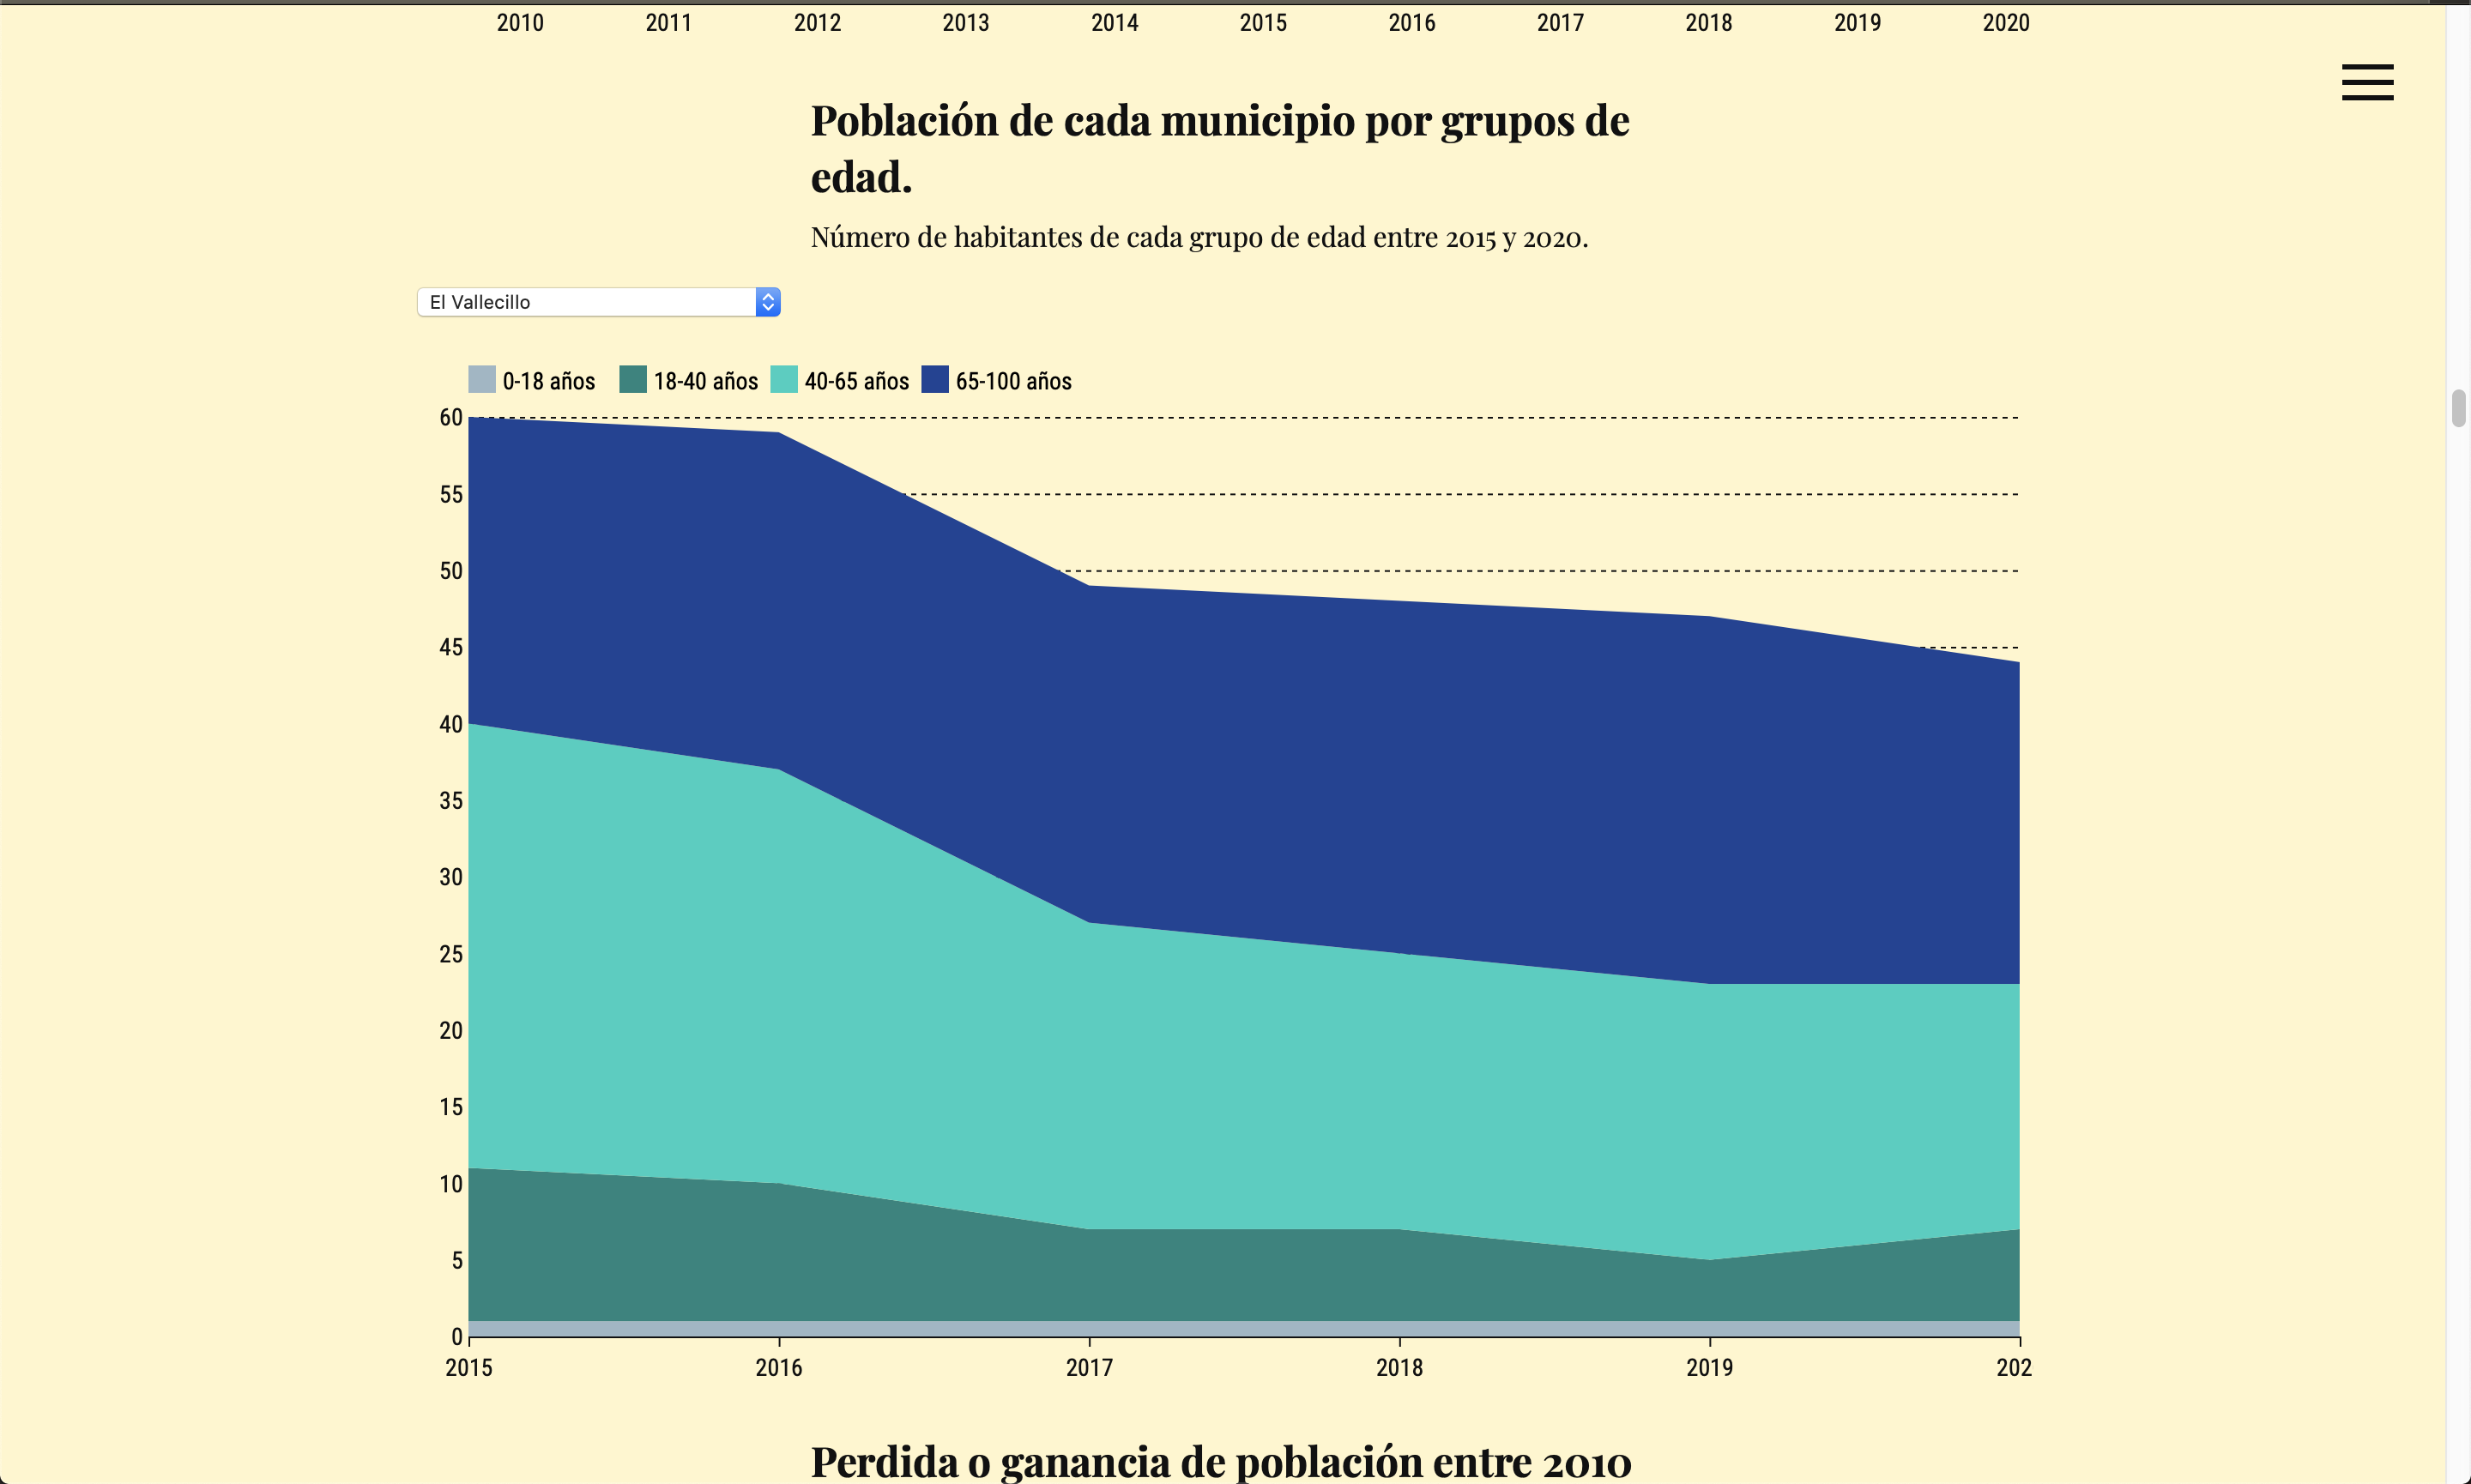 2010 2011 2012 2013 2014 2015 2016 2017 2018 2019 2020
Población de cada municipio por grupos de
edad.
Número de habitantes de cada grupo de edad entre 2015 y 2020.
El Vallecillo
0-18 años 18-40 años 40-65 años 65-100 años
60
55
50
45
40
35
30
25
20
15
10
5
0
2015 2016 2017 2018 2019 202
Perdida o ganancia de población entre 2010